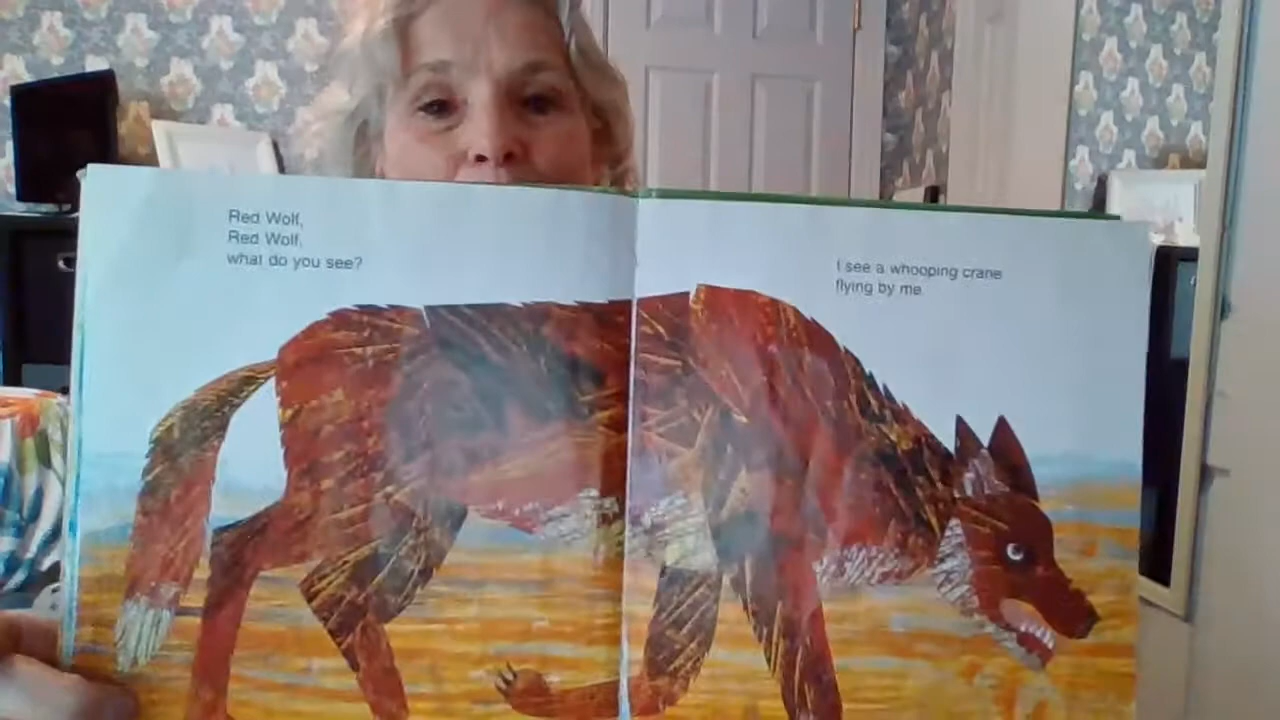 Red Wolf,
Red Wolf,
what do you see?
I see a whooping crane
flying by me.